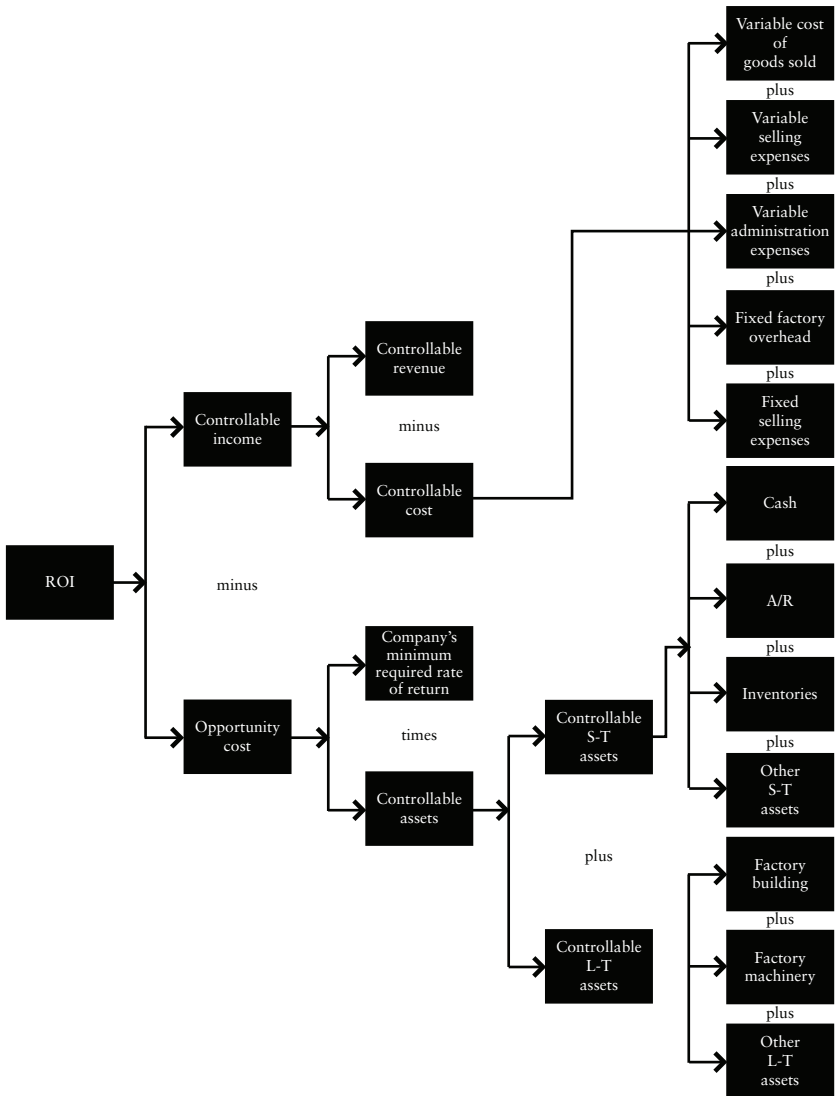 ROI
minus
Controllable
income
Opportunity
cost
Controllable
revenue
minus
Controllable
cost
Company's
minimum
required rate
of return
times
Controllable
assets
Controllable
S-T
assets
plus
Controllable
L-T
assets
Variable cost
of
goods sold
plus
Variable
selling
expenses
plus
Variable
administration
expenses
plus
Fixed factory
overhead
plus
Fixed
selling
expenses
Cash
plus
A/R
plus
Inventories
plus
Other
S-T
assets
Factory
building
plus
Factory
machinery
plus
Other
L-T
assets